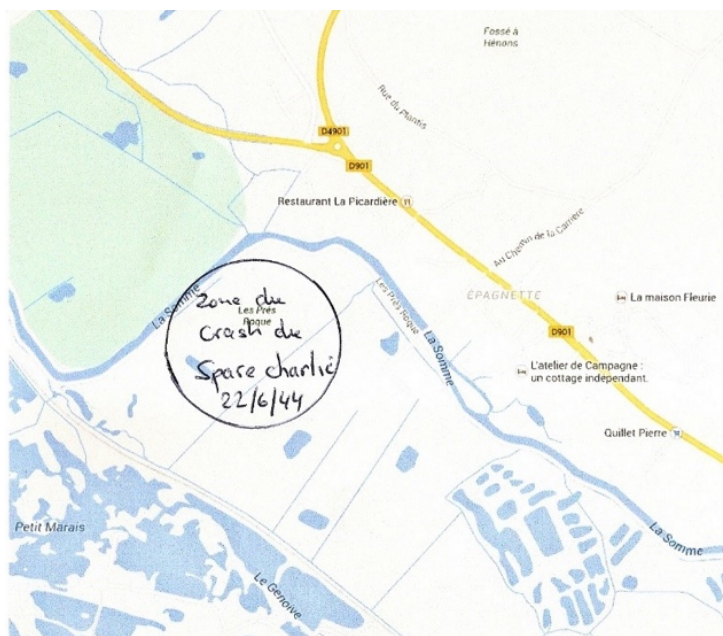 Fossé à
Hérons
Rue du Plantis
D4901
D901
Restaurant La Picardière
Au Chemin de la Carrière
La Somme
Zone du
Les Prés
Roque
Crash du
Spare charlie
22/6/44
Les Prés Roque
ÉPAGNETTE
La maison Fleurie
La Somme
D901
L'atelier de Campagne :
un cottage indépendant.
Quillet Pierre
La Somme
Petit Marais
Le Génoive